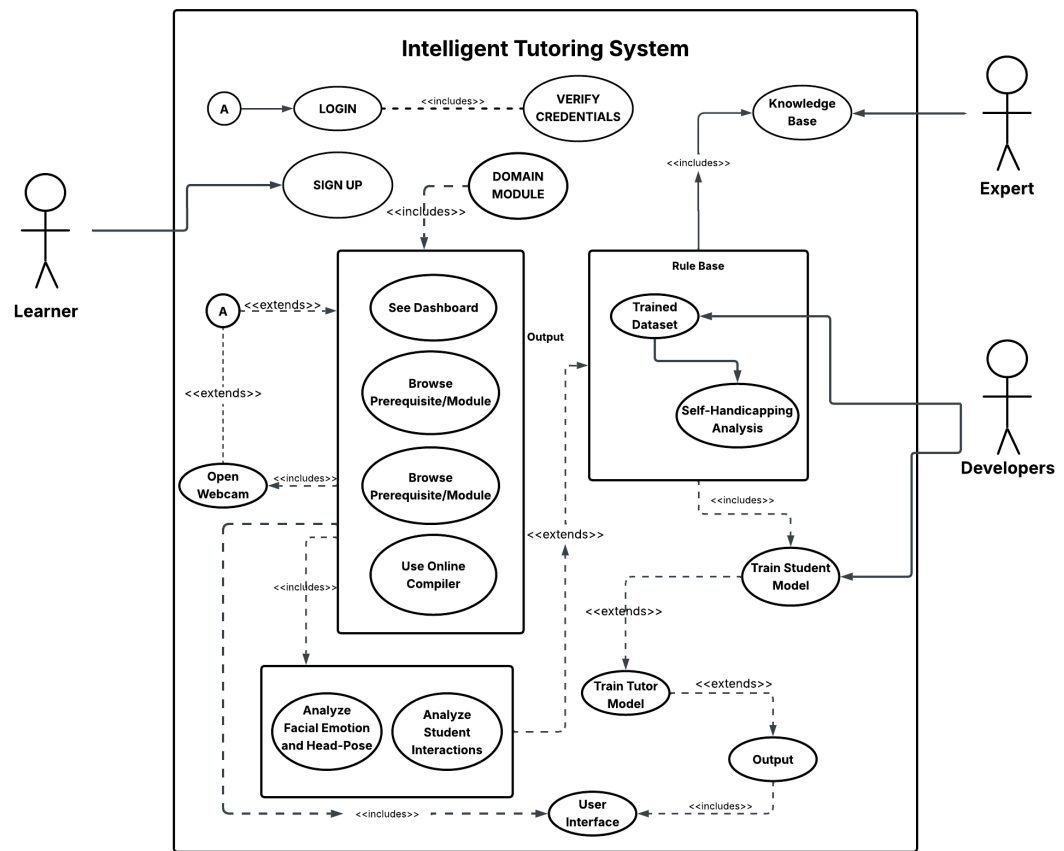 Intelligent Tutoring System
A
LOGIN
<<includes>>
VERIFY
CREDENTIALS
Knowledge
Base
Expert
SIGN UP
DOMAIN
MODULE
<<includes>>
<<includes>>
Learner
Rule Base
A
<<extends>>
See Dashboard
Output
Trained
Dataset
Browse
Prerequisite/Module
<<extends>>
Self-Handicapping
Analysis
Developers
Open
Webcam
<<includes>>
Browse
Prerequisite/Module
<<includes>>
<<extends>>
Use Online
Compiler
<<includes>>
Train Student
Model
<<extends>>
Train Tutor
Model
<<extends>>
Analyze
Facial Emotion
and Head-Pose
Analyze
Student
Interactions
Output
<<includes>>
User
Interface
<<includes>>